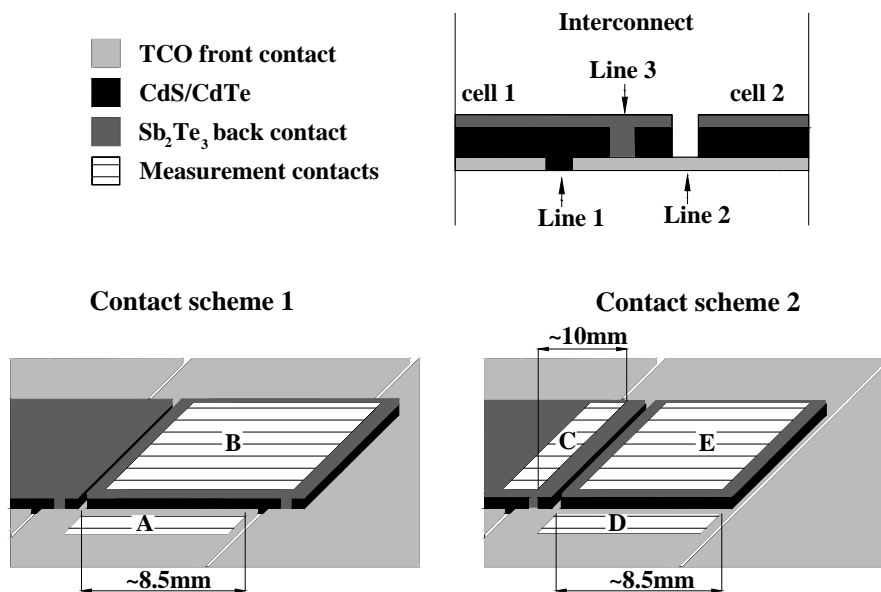 TCO front contact
CdS/CdTe
Sb₂Te₃ back contact
Measurement contacts
Interconnect
Line 3
cell 1
cell 2
Line 1
Line 2
Contact scheme 1
B
A
~8.5mm
Contact scheme 2
~10mm
C
E
D
~8.5mm